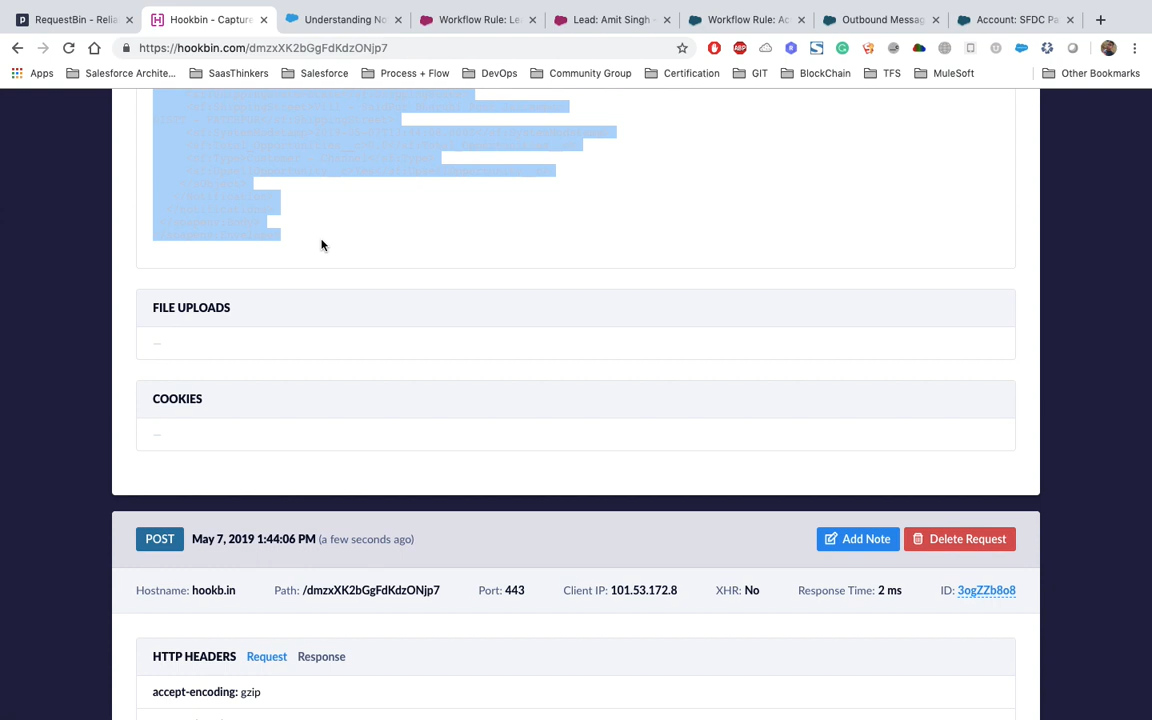 RequestBin - Relia
Hookbin - Capture
Understanding No
Workflow Rule: Le
Lead: Amit Singh ~
Workflow Rule: Ac
Outbound Messag
Account: SFDC Pa
https://hookbin.com/dmzxXK2bGgFdKdzONjp7
Apps
Salesforce Archite...
SaasThinkers
Salesforce
Process + Flow
DevOps
Community Group
Certification
GIT
BlockChain
TFS
MuleSoft
Other Bookmarks
FILE UPLOADS
—
COOKIES
—
POST May 7, 2019 1:44:06 PM (a few seconds ago) Add Note Delete Request
Hostname: hookb.in Path: /dmzxXK2bGgFdKdzONjp7 Port: 443 Client IP: 101.53.172.8 XHR: No Response Time: 2 ms ID: 3ogZZb8o8
HTTP HEADERS Request Response
accept-encoding: gzip